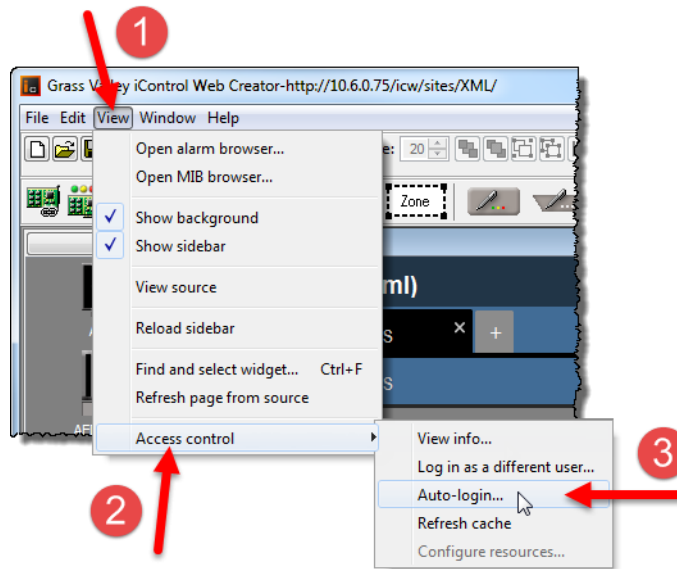 1
Grass Valley iControl Web Creator-http://10.6.0.75/icw/sites/XML/
File Edit View Window Help
Open alarm browser...
e: 20
Open MIB browser...
Zone
Show background
Show sidebar
View source
ml)
Reload sidebar
s
+
Find and select widget... Ctrl+F
s
Refresh page from source
Access control
View info...
3
Log in as a different user...
2
Auto-login...
Refresh cache
Configure resources...